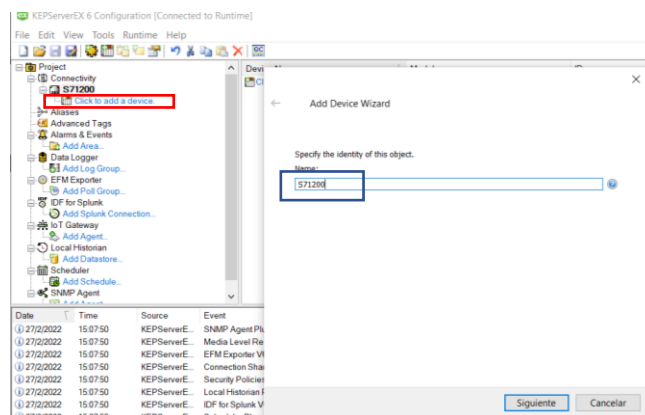 KEPServerEX 6 Configuration [Connected to Runtime]
File Edit View Tools Runtime Help
Project
Connectivity
S71200
Click to add a device.
Aliases
Advanced Tags
Alarms & Events
Add Area...
Data Logger
Add Log Group...
EFM Exporter
Add Poll Group...
IDF for Splunk
Add Splunk Connection...
IoT Gateway
Add Agent...
Local Historian
Add Datastore...
Scheduler
Add Schedule...
SNMP Agent
Devi
Add Device Wizard
Specify the identity of this object.
Name:
S71200
Siguiente Cancelar
Date Time Source Event
27/2/2022 15:07:50 KEPServerE... SNMP Agent Plu
27/2/2022 15:07:50 KEPServerE... Media Level Re
27/2/2022 15:07:50 KEPServerE... EFM Exporter V
27/2/2022 15:07:50 KEPServerE... Connection Sha
27/2/2022 15:07:50 KEPServerE... Security Policies
27/2/2022 15:07:50 KEPServerE... Local Historian
27/2/2022 15:07:50 KEPServerE... IDF for Splunk V